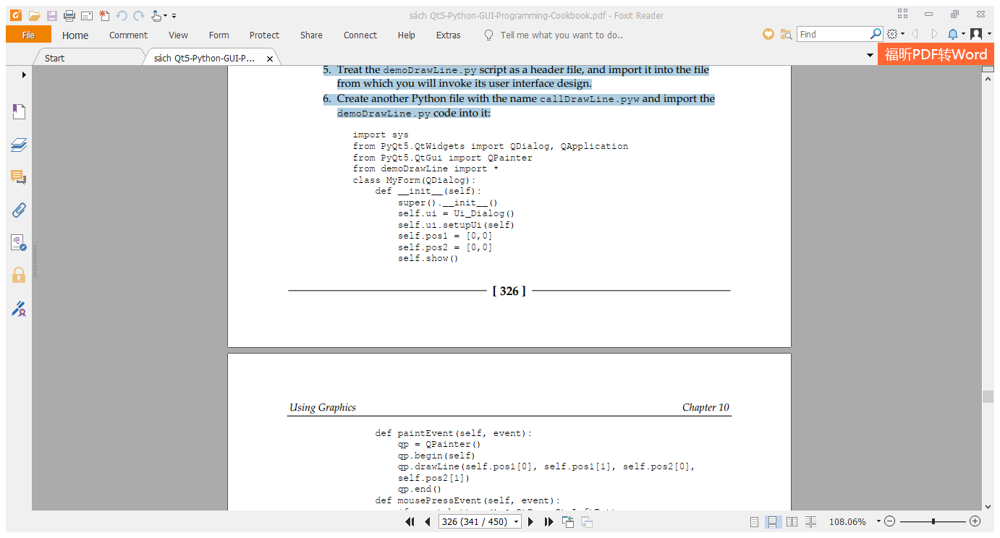 sách Qt5-Python-GUI-Programming-Cookbook.pdf - Foxit Reader
File Home Comment View Form Protect Share Connect Help Extras Tell me what you want to do.. Find
Start sách Qt5-Python-GUI-P... 福昕PDF转Word
5. Treat the demoDrawLine.py script as a header file, and import it into the file
from which you will invoke its user interface design.
6. Create another Python file with the name callDrawLine.pyw and import the
demoDrawLine.py code into it:
import sys
from PyQt5.QtWidgets import QDialog, QApplication
from PyQt5.QtGui import QPainter
from demoDrawLine import *
class MyForm(QDialog):
def __init__(self):
super().__init__()
self.ui = Ui_Dialog()
self.ui.setupUi(self)
self.pos1 = [0,0]
self.pos2 = [0,0]
self.show()
[ 326 ]
Using Graphics Chapter 10
def paintEvent(self, event):
qp = QPainter()
qp.begin(self)
qp.drawLine(self.pos1[0], self.pos1[1], self.pos2[0],
self.pos2[1])
qp.end()
def mousePressEvent(self, event):
326 (341 / 450) 108.06%